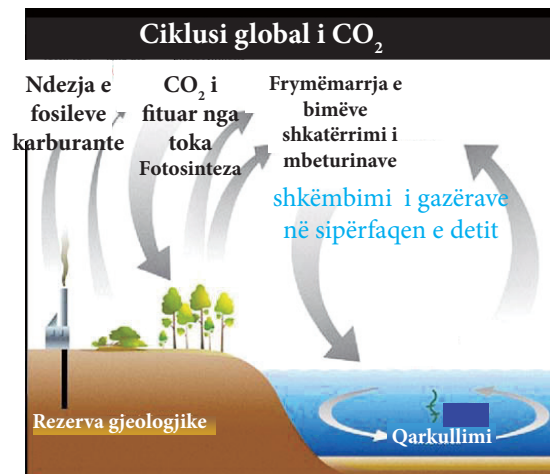 Ciklusi global i CO₂
Ndezja e
fosileve
karburante
CO₂ i
fituar nga
toka
Fotosinteza
Frymëmarrja e
bimëve
shkatërrimi i
mbeturinave
shkëmbimi i gazërave
në sipërfaqen e detit
Rezerva gjeologjike
Qarkullimi